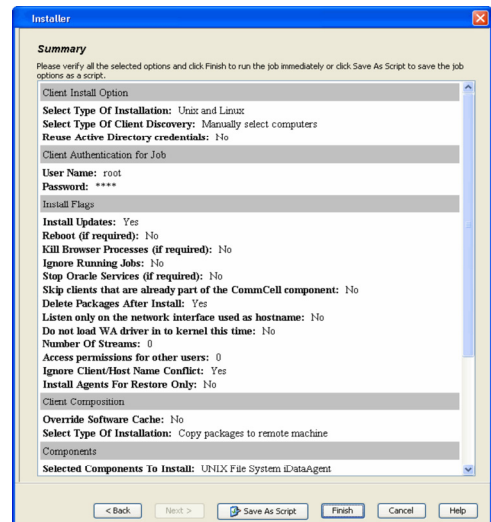 Installer
Summary
Please verify all the selected options and click Finish to run the job immediately or click Save As Script to save the job
options as a script.
Client Install Option
Select Type Of Installation: Unix and Linux
Select Type Of Client Discovery: Manually select computers
Reuse Active Directory credentials: No
Client Authentication for Job
User Name: root
Password: ****
Install Flags
Install Updates: Yes
Reboot (if required): No
Kill Browser Processes (if required): No
Ignore Running Jobs: No
Stop Oracle Services (if required): No
Skip clients that are already part of the CommCell component: No
Delete Packages After Install: Yes
Listen only on the network interface used as hostname: No
Do not load WA driver in to kernel this time: No
Number Of Streams: 0
Access permissions for other users: 0
Ignore Client/Host Name Conflict: Yes
Install Agents For Restore Only: No
Client Composition
Override Software Cache: No
Select Type Of Installation: Copy packages to remote machine
Components
Selected Components To Install: UNIX File System iDataAgent
< Back Next > Save As Script Finish Cancel Help